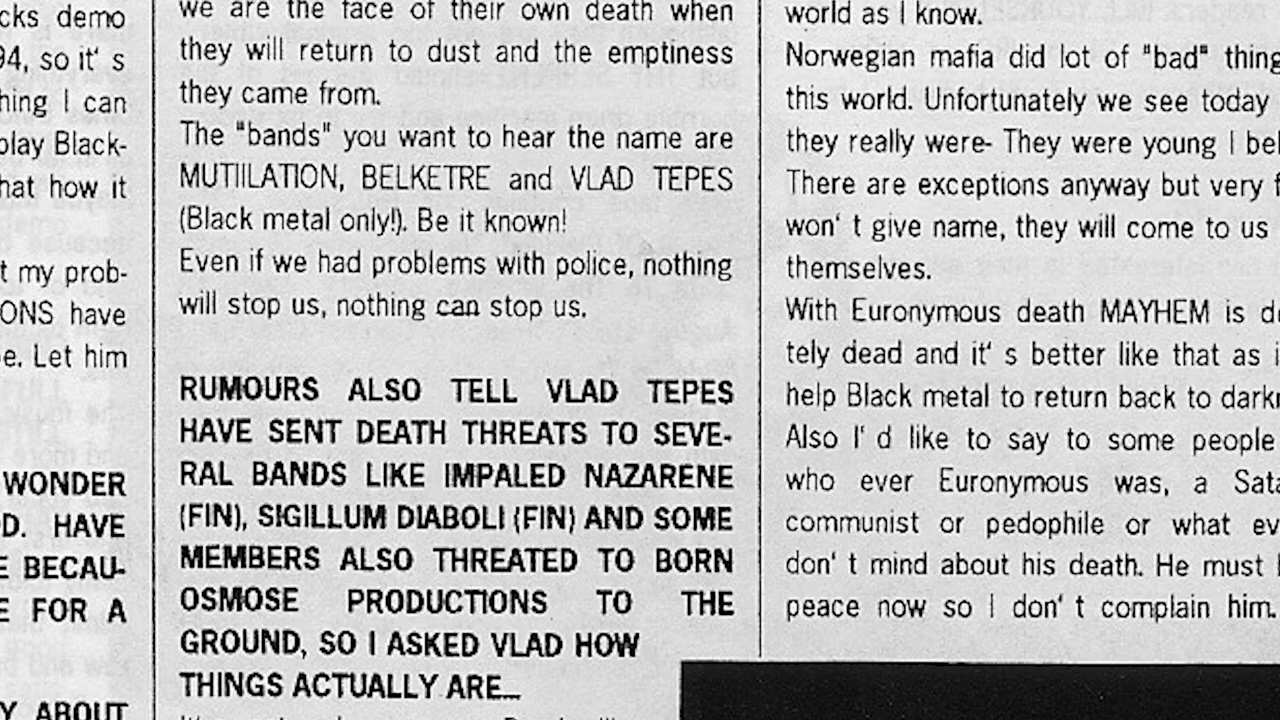 cks demo
94, so it' s
hing I can
play Black-
hat how it
t my prob-
ONS have
e. Let him
WONDER
D. HAVE
E BECAU-
E FOR A
Y ABOUT
we are the face of their own death when
they will return to dust and the emptiness
they came from.
The "bands" you want to hear the name are
MUTIILATION, BELKETRE and VLAD TEPES
(Black metal only!). Be it known!
Even if we had problems with police, nothing
will stop us, nothing can stop us.
RUMOURS ALSO TELL VLAD TEPES
HAVE SENT DEATH THREATS TO SEVE-
RAL BANDS LIKE IMPALED NAZARENE
(FIN), SIGILLUM DIABOLI (FIN) AND SOME
MEMBERS ALSO THREATED TO BORN
OSMOSE PRODUCTIONS TO THE
GROUND, SO I ASKED VLAD HOW
THINGS ACTUALLY ARE...
world as I know.
Norwegian mafia did lot of "bad" thing
this world. Unfortunately we see today
they really were- They were young I bel
There are exceptions anyway but very f
won' t give name, they will come to us
themselves.
With Euronymous death MAYHEM is de
tely dead and it' s better like that as i
help Black metal to return back to darkn
Also I' d like to say to some people
who ever Euronymous was, a Sata
communist or pedophile or what ev
don' t mind about his death. He must
peace now so I don' t complain him.